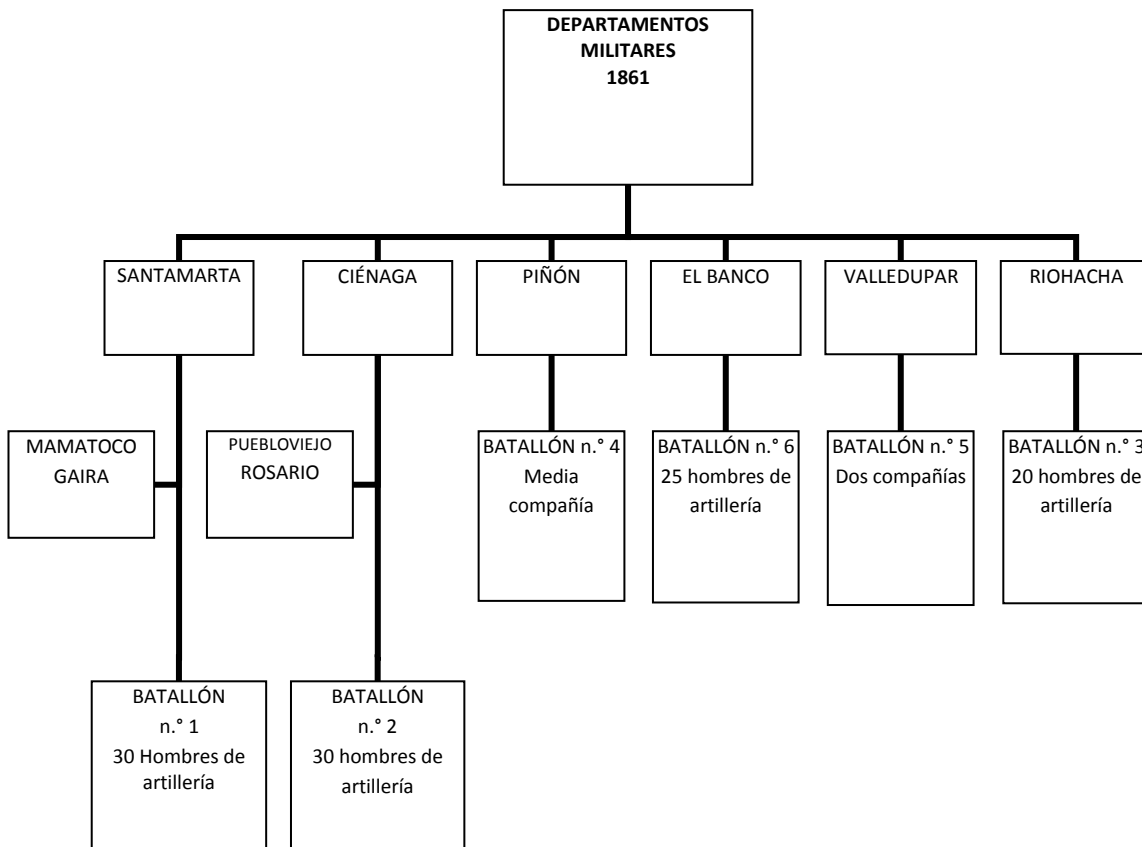 DEPARTAMENTOS
MILITARES
1861
SANTAMARTA
CIÉNAGA
PIÑÓN
EL BANCO
VALLEDUPAR
RIOHACHA
MAMATOCO
GAIRA
PUEBLOVIEJO
ROSARIO
BATALLÓN n.° 4
Media
compañía
BATALLÓN n.° 6
25 hombres de
artillería
BATALLÓN n.° 5
Dos compañías
BATALLÓN n.° 3
20 hombres de
artillería
BATALLÓN
n.° 1
30 Hombres de
artillería
BATALLÓN
n.° 2
30 hombres de
artillería